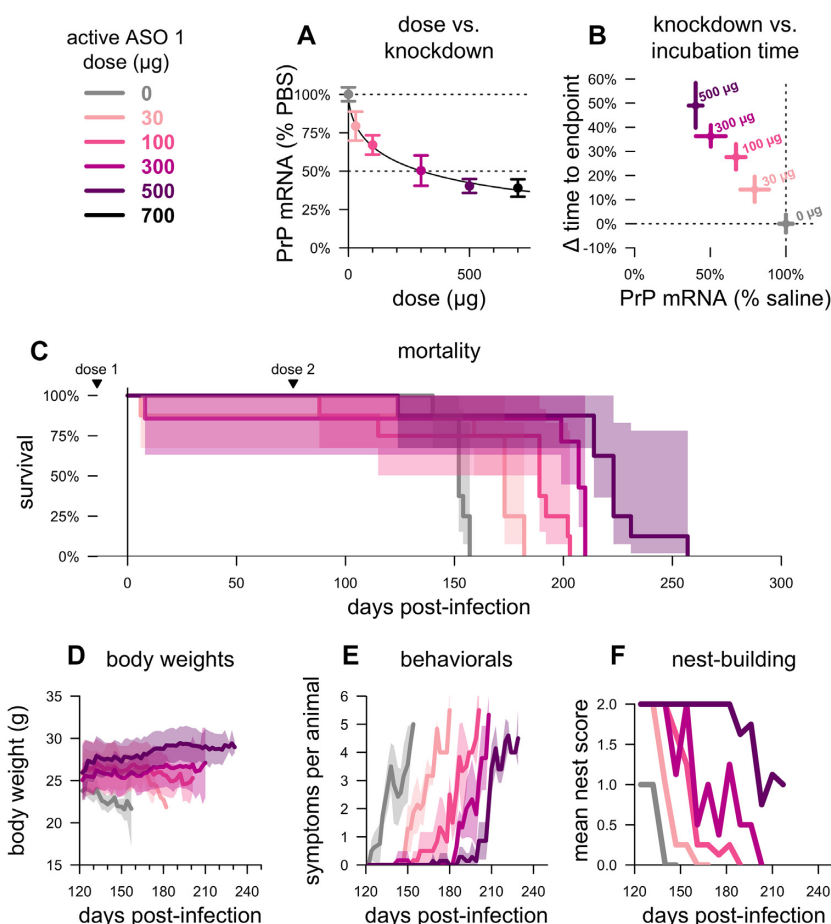 active ASO 1
dose (µg)
0
30
100
300
500
700
A
dose vs.
knockdown
PrP mRNA (% PBS)
100%
75%
50%
25%
0%
0
500
dose (µg)
B
knockdown vs.
incubation time
Δ time to endpoint
60%
50%
40%
30%
20%
10%
0%
-10%
500 µg
300 µg
100 µg
30 µg
0 µg
0%
50%
100%
PrP mRNA (% saline)
C
mortality
dose 1
dose 2
survival
100%
75%
50%
25%
0%
0
50
100
150
200
250
300
days post-infection
D
body weights
body weight (g)
35
30
25
20
15
120
150
180
210
240
days post-infection
E
behaviorals
symptoms per animal
6
5
4
3
2
1
0
120
150
180
210
240
days post-infection
F
nest-building
mean nest score
2.0
1.5
1.0
0.5
0.0
120
150
180
210
240
days post-infection